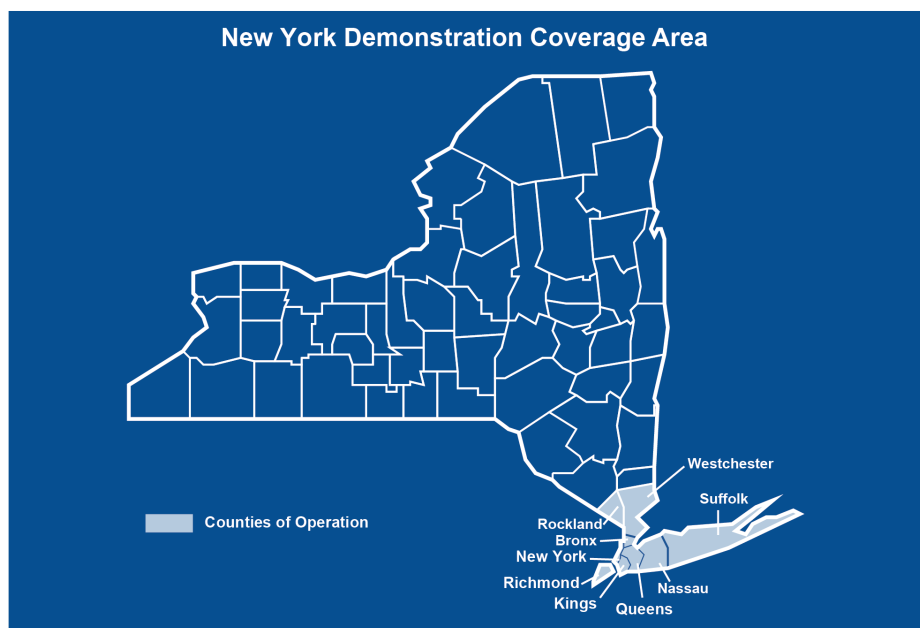 New York Demonstration Coverage Area
Westchester
Suffolk
Counties of Operation
Rockland
Bronx
New York
Richmond
Nassau
Kings
Queens